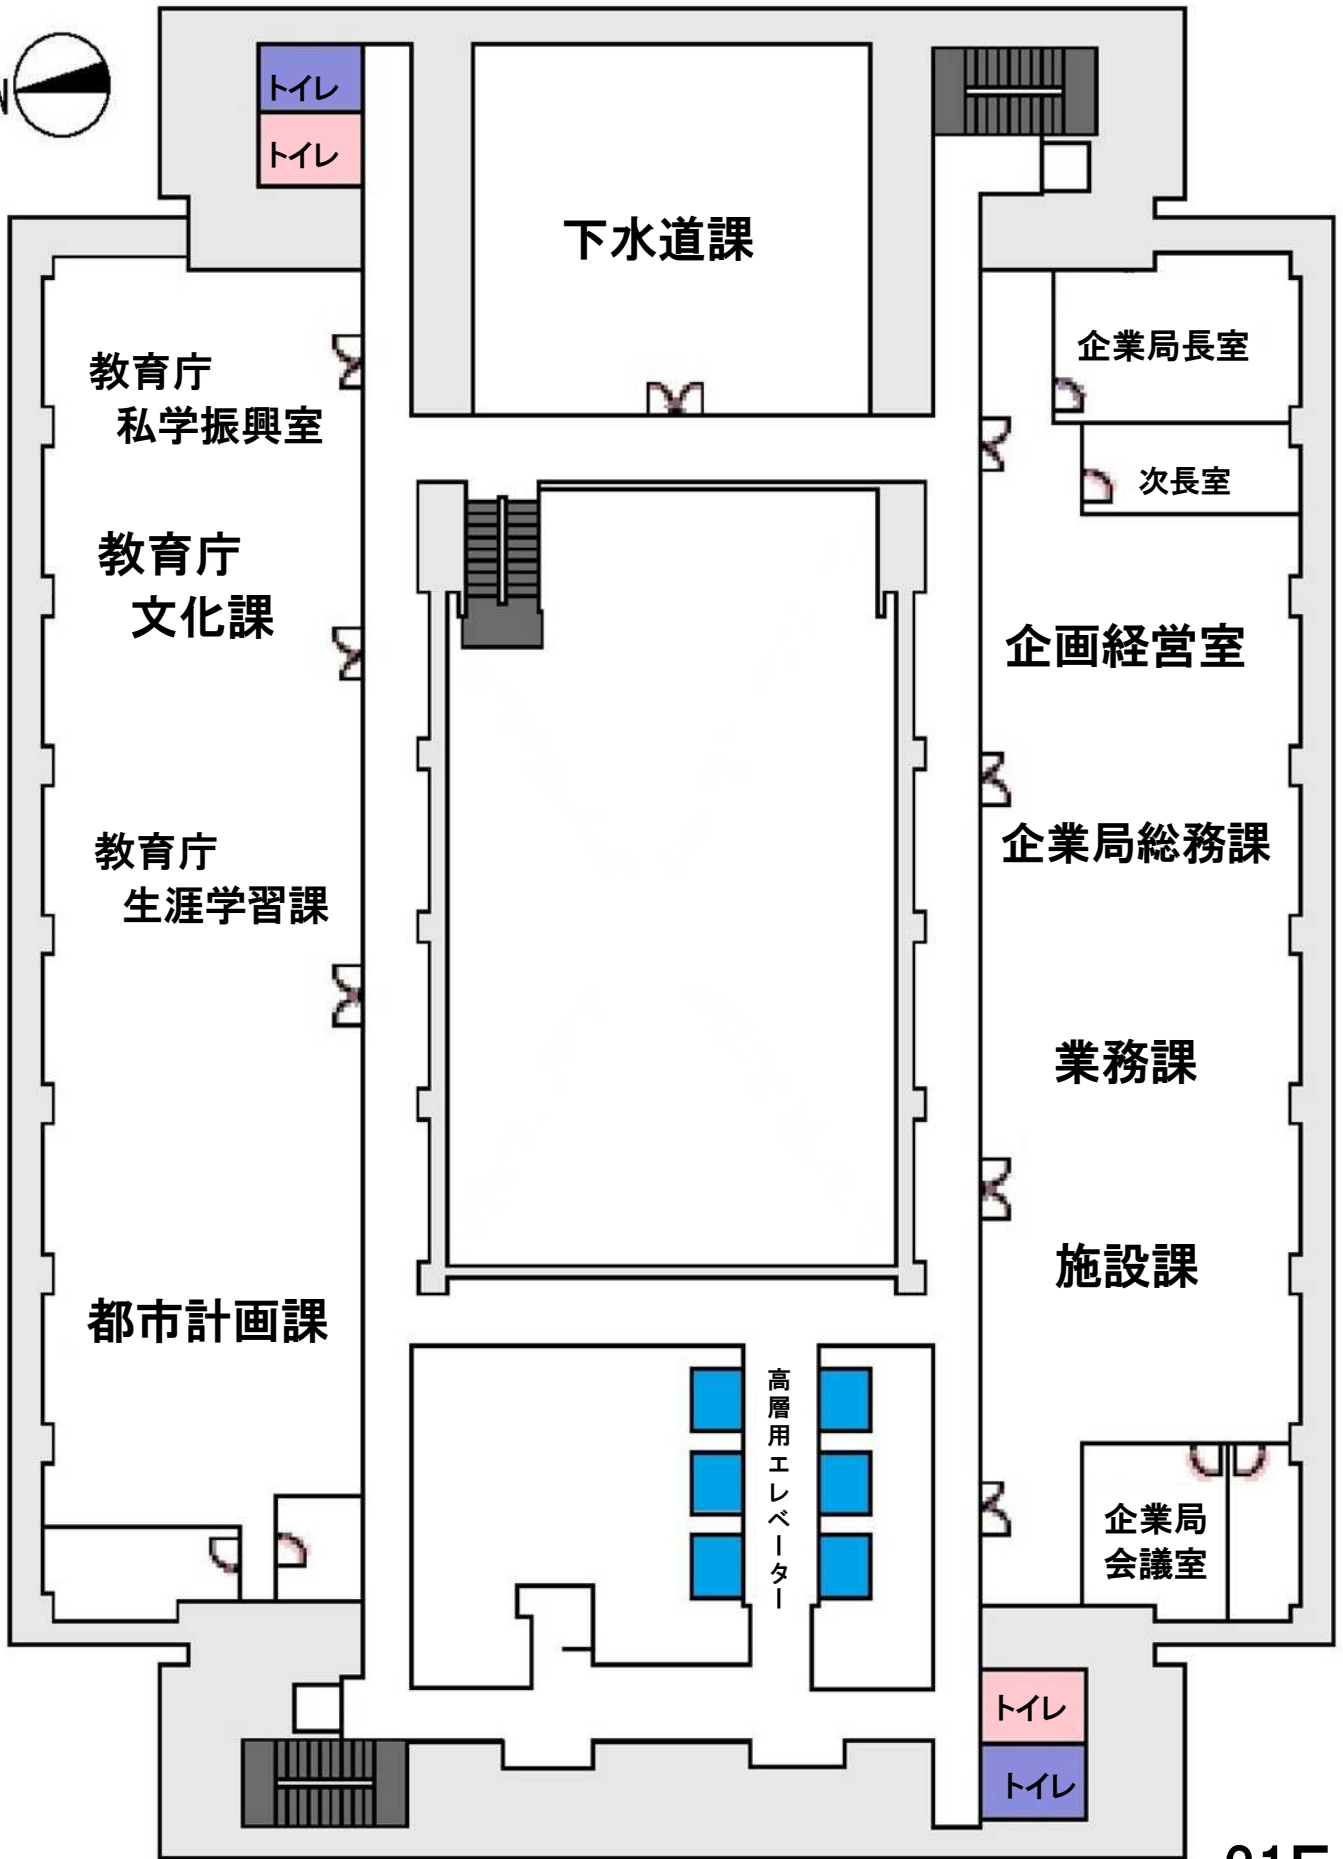 N
トイレ
トイレ
下水道課
企業局長室
次長室
教育庁
私学振興室
教育庁
文化課
企画経営室
企業局総務課
教育庁
生涯学習課
業務課
施設課
都市計画課
高層用エレベーター
企業局
会議室
トイレ
トイレ